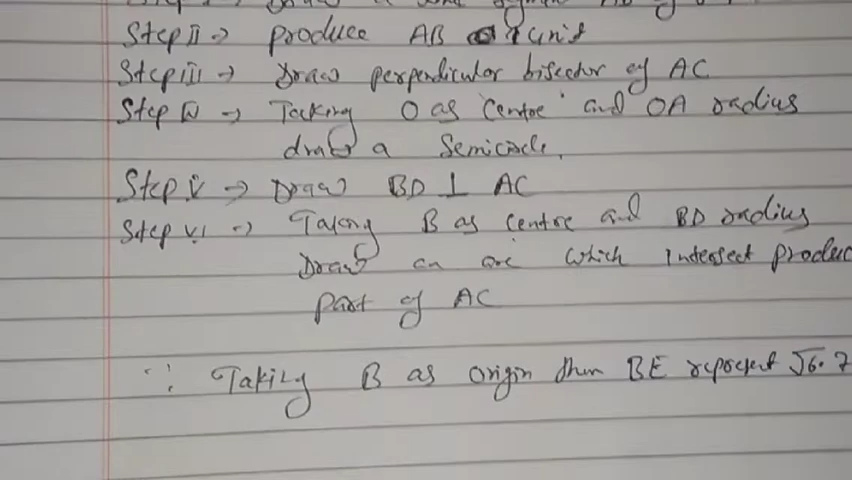 Step II → produce AB 1 unit
Step III → Draw perpendicular bisector of AC
Step IV → Tacking O as centre and OA radius
draw a Semicircle.
Step V → Draw BD ⊥ AC
Step VI → Taking B as centre and BD radius
Draw an arc which intersect produc
part of AC
∵ Taking B as origin then BE represent √6.7